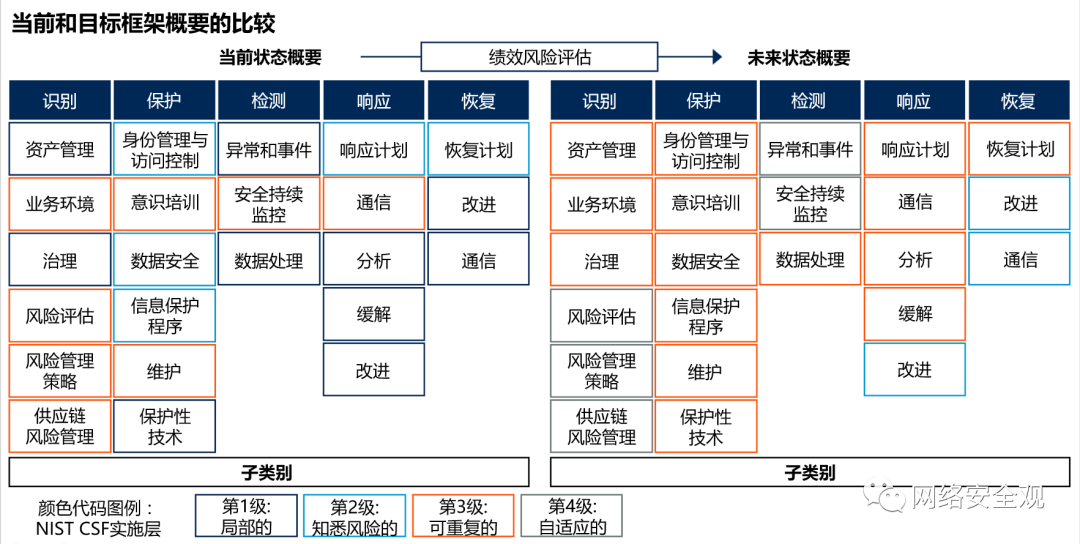 当前和目标框架概要的比较
当前状态概要
绩效风险评估
未来状态概要
识别 保护 检测 响应 恢复
资产管理
身份管理与
访问控制
异常和事件
响应计划
恢复计划
业务环境
意识培训
安全持续
监控
通信
改进
治理
数据安全
数据处理
分析
通信
风险评估
信息保护
程序
缓解
风险管理
策略
维护
改进
供应链
风险管理
保护性
技术
子类别
识别 保护 检测 响应 恢复
资产管理
身份管理与
访问控制
异常和事件
响应计划
恢复计划
业务环境
意识培训
安全持续
监控
通信
改进
治理
数据安全
数据处理
分析
通信
风险评估
信息保护
程序
缓解
风险管理
策略
维护
改进
供应链
风险管理
保护性
技术
子类别
颜色代码图例：
NIST CSF实施层
第1级:
局部的
第2级:
知悉风险的
第3级:
可重复的
第4级:
自适应的
网络安全观